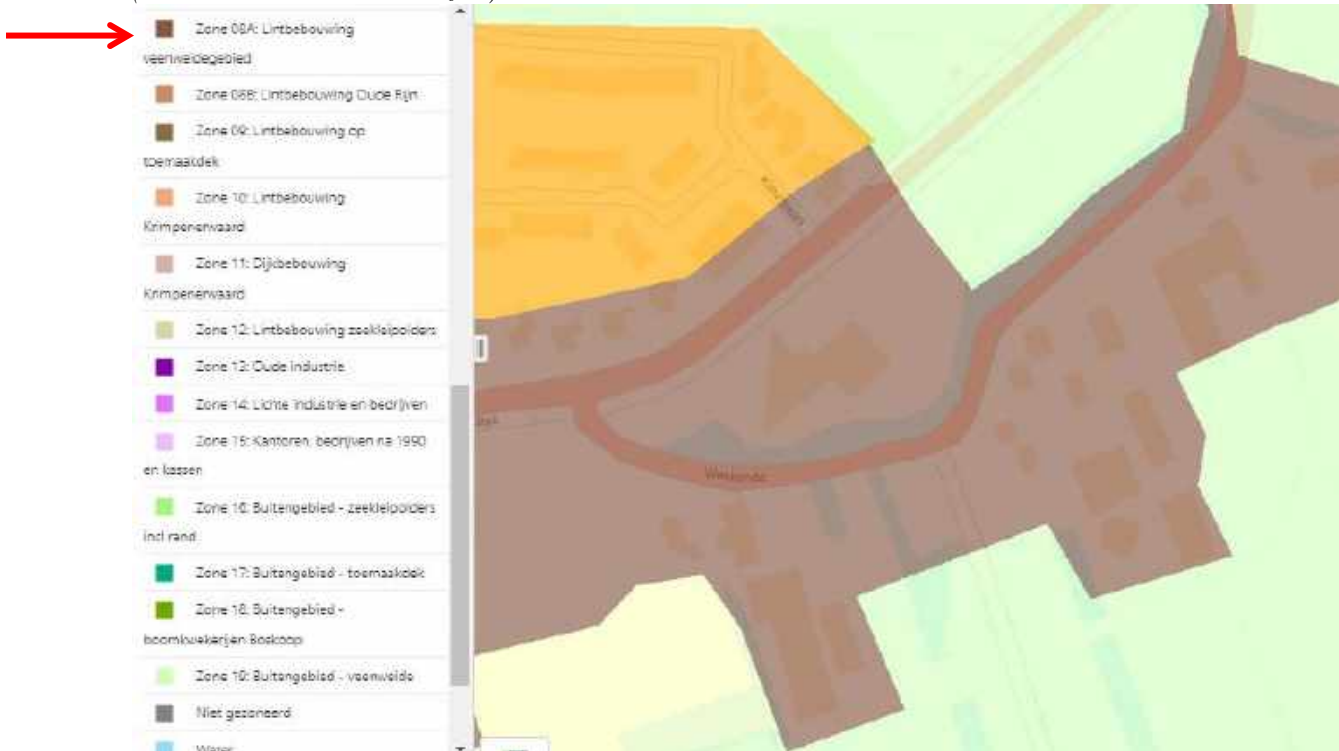 Zone 08A: Lintbebouwing
veenweidegebied
Zone 08B: Lintbebouwing Oude Rijn
Zone 09: Lintbebouwing op
toemaakdek
Zone 10: Lintbebouwing
Krimpenerwaard
Zone 11: Dijkbebouwing
Krimpenerwaard
Zone 12: Lintbebouwing zeekleipolders
Zone 13: Oude industrie
Zone 14: Lichte industrie en bedrijven
Zone 15: Kantoren, bedrijven na 1990
en kassen
Zone 16: Buitengebied - zeekleipolders
incl rand
Zone 17: Buitengebied - toemaakdek
Zone 18: Buitengebied -
boomkwekerijen Boskoop
Zone 19: Buitengebied - veenweide
Niet gezoneerd
Water